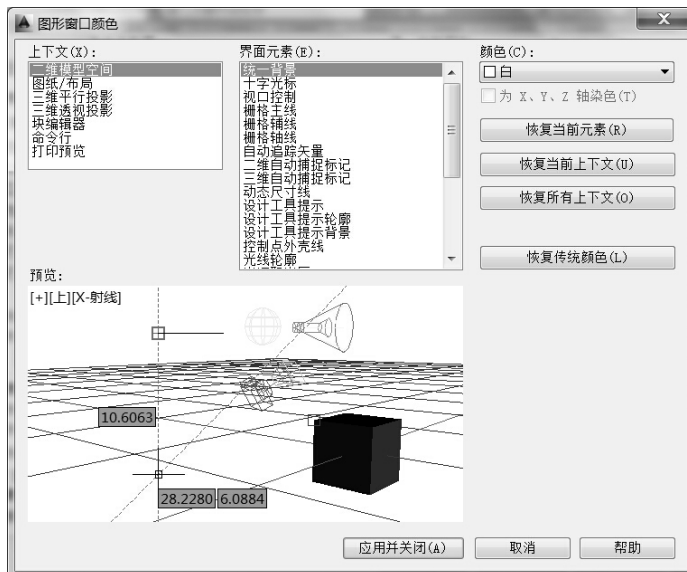 图形窗口颜色
上下文(X):
二维模型空间
图纸/布局
三维平行投影
三维透视投影
块编辑器
命令行
打印预览
界面元素(E):
统一背景
十字光标
视口控制
栅格主线
栅格辅线
栅格轴线
自动追踪矢量
二维自动捕捉标记
三维自动捕捉标记
动态尺寸线
设计工具提示
设计工具提示轮廓
设计工具提示背景
控制点外壳线
光线轮廓
颜色(C):
白
为 X、Y、Z 轴染色(T)
恢复当前元素(R)
恢复当前上下文(U)
恢复所有上下文(O)
恢复传统颜色(L)
预览:
[+][上][X-射线]
10.6063
28.2280 6.0884
应用并关闭(A)
取消
帮助